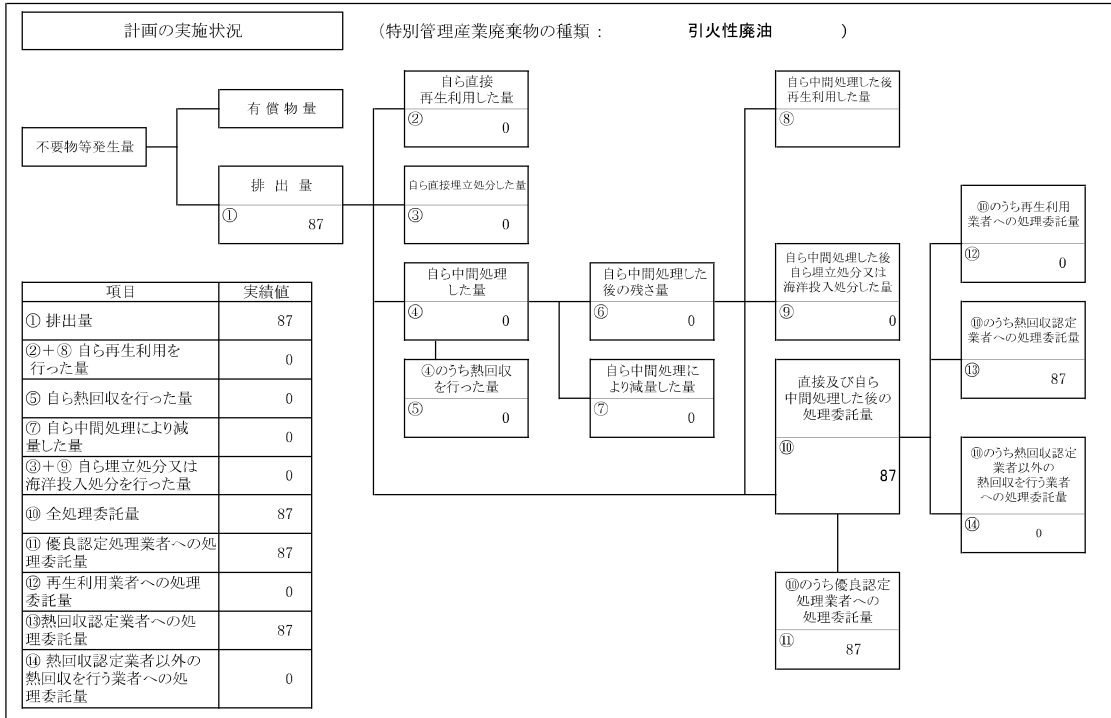 計画の実施状況
(特別管理産業廃棄物の種類： 引火性廃油 )
不要物等発生量
有償物量
排出量
①
87
自ら直接
再生利用した量
②
0
自ら直接埋立処分した量
③
0
自ら中間処理
した量
④
0
④のうち熱回収
を行った量
⑤
0
自ら中間処理した
後の残さ量
⑥
0
自ら中間処理に
より減量した量
⑦
0
自ら中間処理した後
再生利用した量
⑧
自ら中間処理した後
自ら埋立処分又は
海洋投入処分した量
⑨
0
直接及び自ら
中間処理した後の
処理委託量
⑩
87
⑩のうち優良認定
処理業者への
処理委託量
⑪
87
⑩のうち再生利用
業者への処理委託量
⑫
0
⑩のうち熱回収認定
業者への処理委託量
⑬
87
⑩のうち熱回収認定
業者以外の
熱回収を行う業者
への処理委託量
⑭
0
項目 実績値
① 排出量 87
②＋⑧ 自ら再生利用を
行った量 0
⑤ 自ら熱回収を行った量 0
⑦ 自ら中間処理により減
量した量 0
③＋⑨ 自ら埋立処分又は
海洋投入処分を行った量 0
⑩ 全処理委託量 87
⑪ 優良認定処理業者への処
理委託量 87
⑫ 再生利用業者への処理
委託量 0
⑬熱回収認定業者への処
理委託量 87
⑭ 熱回収認定業者以外の
熱回収を行う業者への処
理委託量 0